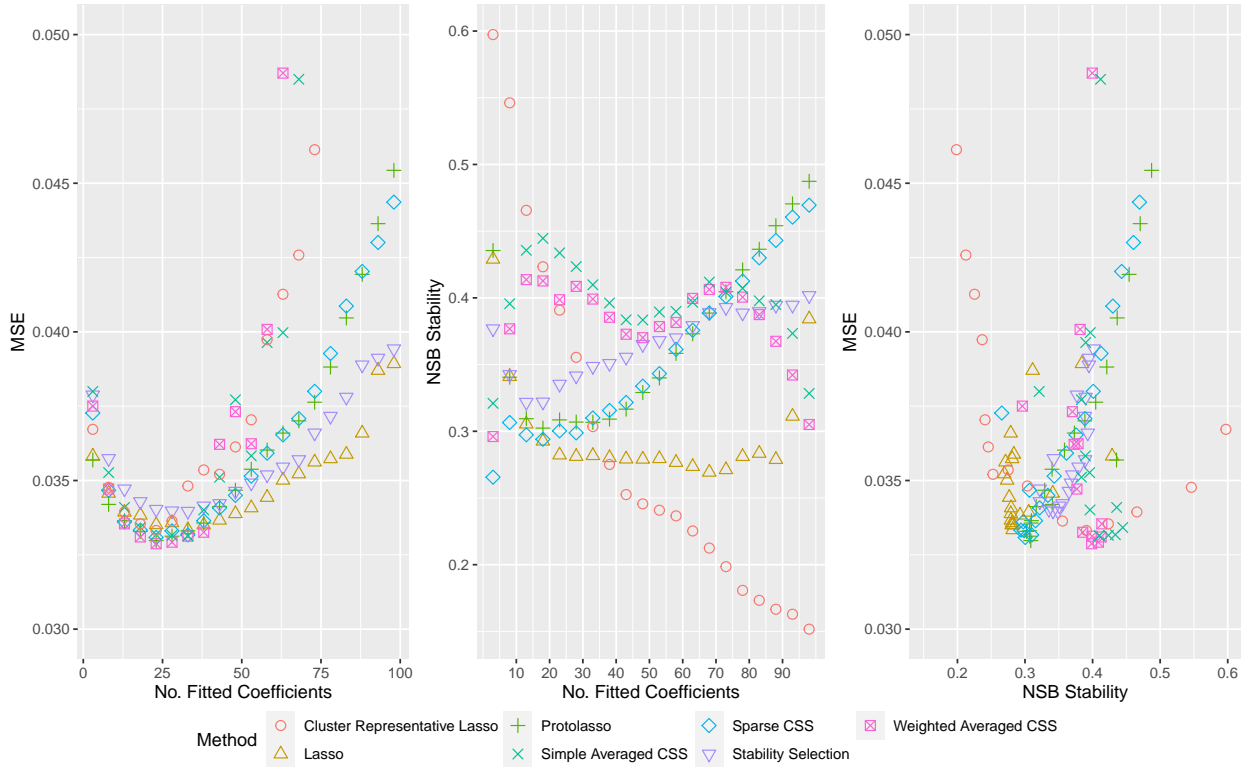 0.050
0.045
0.040
0.035
0.030
MSE
0 25 50 75 100
No. Fitted Coefficients
0.6
0.5
0.4
0.3
0.2
NSB Stability
10 20 30 40 50 60 70 80 90
No. Fitted Coefficients
0.050
0.045
0.040
0.035
0.030
MSE
0.2 0.3 0.4 0.5 0.6
NSB Stability
Method
Cluster Representative Lasso Protolasso Sparse CSS Weighted Averaged CSS
Lasso Simple Averaged CSS Stability Selection